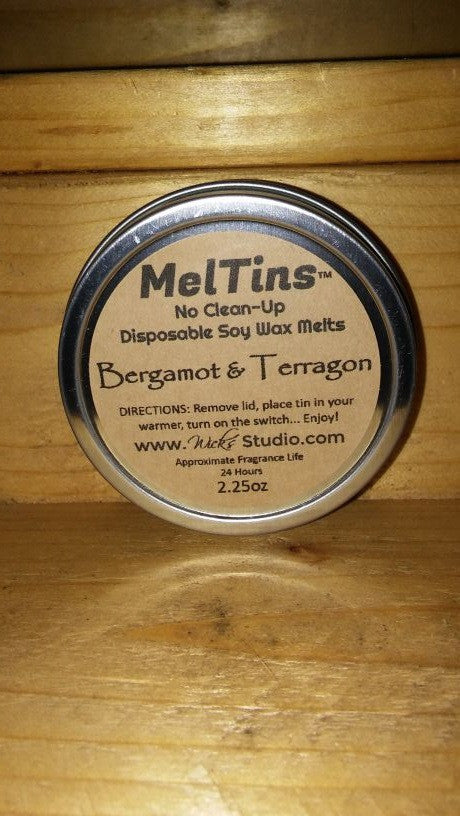 MelTins™
No Clean-Up
Disposable Soy Wax Melts
Bergamot & Terragon
DIRECTIONS: Remove lid, place tin in your
warmer, turn on the switch... Enjoy!
www.Wicks Studio.com
Approximate Fragrance Life
24 Hours
2.25oz